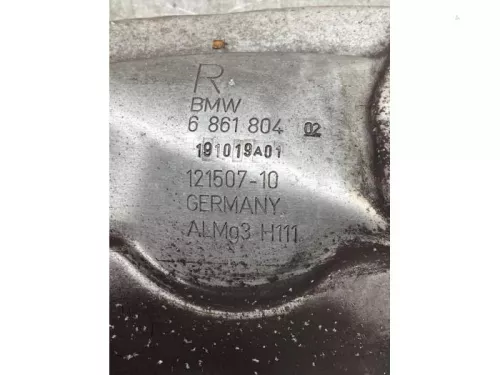 R
BMW
6 861 804 02
191019A01
121507-10
GERMANY
ALMg3 H111